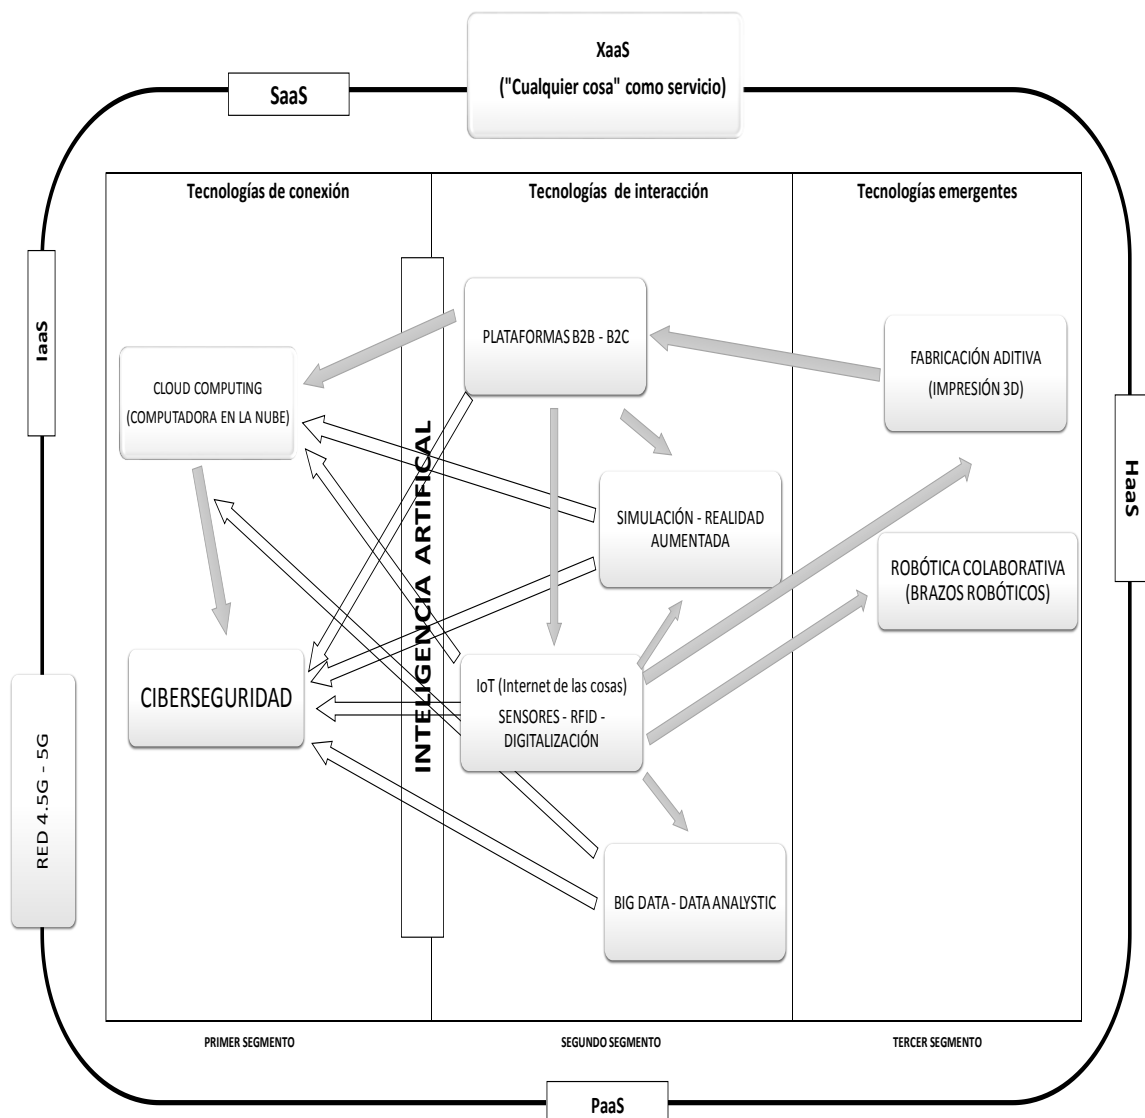 XaaS
("Cualquier cosa" como servicio)
SaaS
Tecnologías de conexión
Tecnologías de interacción
Tecnologías emergentes
IaaS
HaaS
RED 4.5G - 5G
INTELIGENCIA ARTIFICAL
PLATAFORMAS B2B - B2C
FABRICACIÓN ADITIVA
(IMPRESIÓN 3D)
CLOUD COMPUTING
(COMPUTADORA EN LA NUBE)
SIMULACIÓN - REALIDAD
AUMENTADA
ROBÓTICA COLABORATIVA
(BRAZOS ROBÓTICOS)
CIBERSEGURIDAD
IoT (Internet de las cosas)
SENSORES - RFID -
DIGITALIZACIÓN
BIG DATA - DATA ANALYSTIC
PRIMER SEGMENTO
SEGUNDO SEGMENTO
TERCER SEGMENTO
PaaS